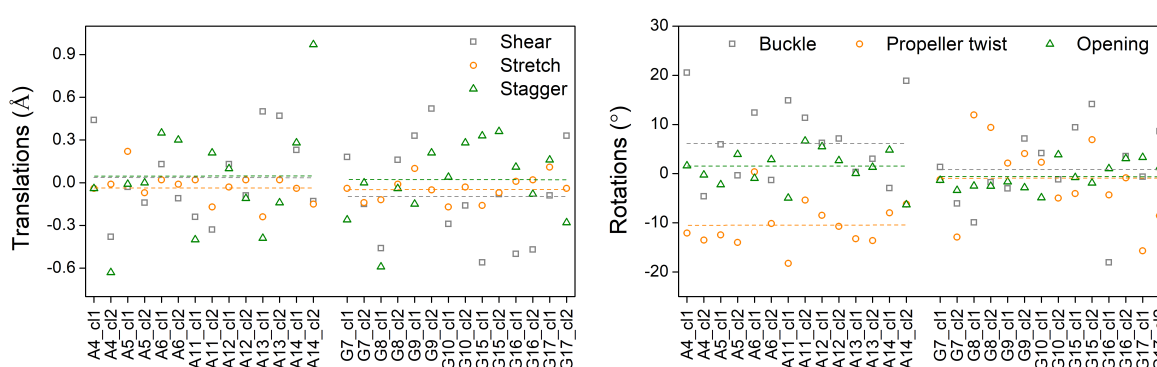 Translations (Å)
0.9
0.6
0.3
0.0
-0.3
-0.6
Shear
Stretch
Stagger
A4_cl1
A4_cl2
A5_cl1
A5_cl2
A6_cl1
A6_cl2
A11_cl1
A11_cl2
A12_cl1
A12_cl2
A13_cl1
A13_cl2
A14_cl1
A14_cl2
G7_cl1
G7_cl2
G8_cl1
G8_cl2
G9_cl1
G9_cl2
G10_cl1
G10_cl2
G15_cl1
G15_cl2
G16_cl1
G16_cl2
G17_cl1
G17_cl2
Rotations (°)
30
20
10
0
-10
-20
Buckle Propeller twist Opening
A4_cl1
A4_cl2
A5_cl1
A5_cl2
A6_cl1
A6_cl2
A11_cl1
A11_cl2
A12_cl1
A12_cl2
A13_cl1
A13_cl2
A14_cl1
A14_cl2
G7_cl1
G7_cl2
G8_cl1
G8_cl2
G9_cl1
G9_cl2
G10_cl1
G10_cl2
G15_cl1
G15_cl2
G16_cl1
G16_cl2
G17_cl1